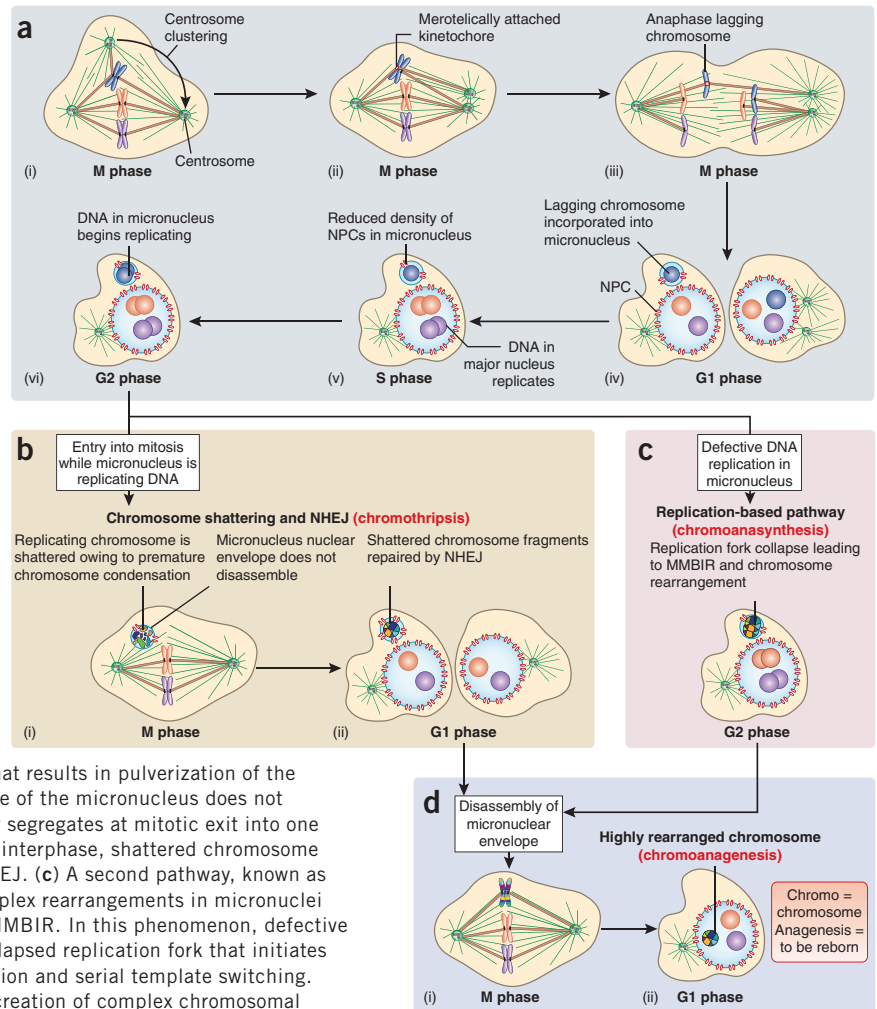 a
Centrosome
clustering
Centrosome
(i)
M phase
Merotelically attached
kinetochore
(ii)
M phase
Anaphase lagging
chromosome
(iii)
M phase
Lagging chromosome
incorporated into
micronucleus
NPC
(iv)
G1 phase
Reduced density of
NPCs in micronucleus
DNA in
major nucleus
replicates
(v)
S phase
DNA in micronucleus
begins replicating
(vi)
G2 phase
b
Entry into mitosis
while micronucleus is
replicating DNA
Chromosome shattering and NHEJ (chromothripsis)
Replicating chromosome is
shattered owing to premature
chromosome condensation
Micronucleus nuclear
envelope does not
disassemble
Shattered chromosome fragments
repaired by NHEJ
(i)
M phase
(ii)
G1 phase
c
Defective DNA
replication in
micronucleus
Replication-based pathway
(chromoanasynthesis)
Replication fork collapse leading
to MMBIR and chromosome
rearrangement
G2 phase
hat results in pulverization of the
e of the micronucleus does not
segregates at mitotic exit into one
interphase, shattered chromosome
EJ. (c) A second pathway, known as
plex rearrangements in micronuclei
MMBIR. In this phenomenon, defective
llapsed replication fork that initiates
tion and serial template switching.
creation of complex chromosomal
d
Disassembly of
micronuclear
envelope
Highly rearranged chromosome
(chromoanagenesis)
Chromo =
chromosome
Anagenesis =
to be reborn
(i)
M phase
(ii)
G1 phase